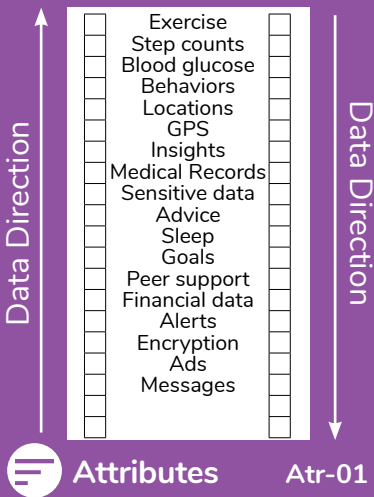 Data Direction
Exercise
Step counts
Blood glucose
Behaviors
Locations
GPS
Insights
Medical Records
Sensitive data
Advice
Sleep
Goals
Peer support
Financial data
Alerts
Encryption
Ads
Messages
Data Direction
Attributes
Atr-01